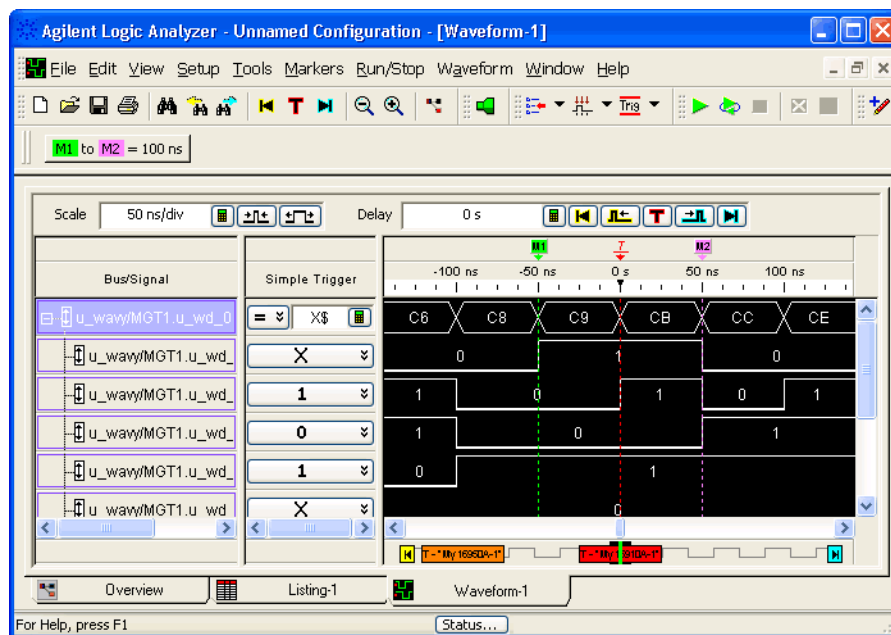 Agilent Logic Analyzer - Unnamed Configuration - [Waveform-1]
File Edit View Setup Tools Markers Run/Stop Waveform Window Help
T Trig
M1 to M2 = 100 ns
Scale 50 ns/div Delay 0 s T
M1 T M2
Bus/Signal Simple Trigger -100 ns -50 ns 0 s 50 ns 100 ns
u_wavy/MGT1.u_wd_0 = X$ C6 C8 C9 CB CC CE
u_wavy/MGT1.u_wd_ X 0 1 0
u_wavy/MGT1.u_wd_ 1 1 0 1 0 1
u_wavy/MGT1.u_wd_ 0 1 0 1
u_wavy/MGT1.u_wd_ 1 0 1
u_wavy/MGT1.u_wd X 0
T - "My 16960A-1" T - "My 16910A-1"
Overview Listing-1 Waveform-1
For Help, press F1 Status...